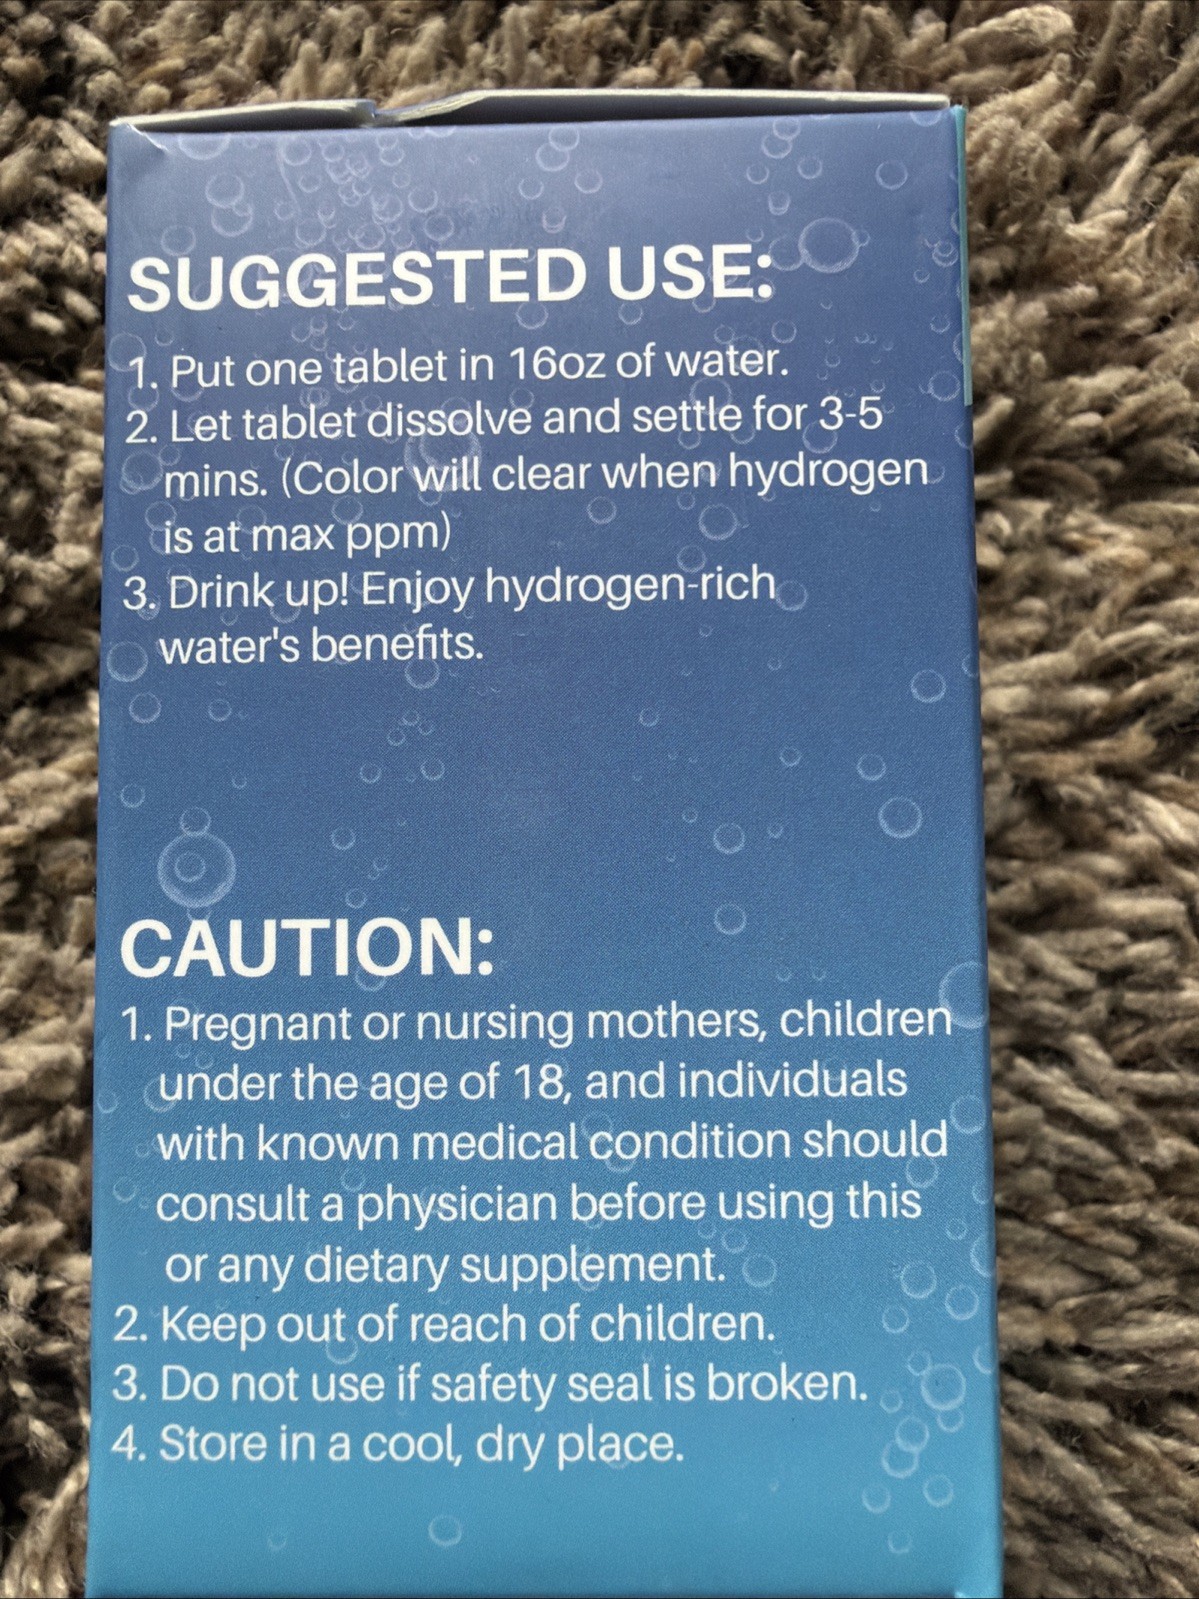 SUGGESTED USE:
1. Put one tablet in 16oz of water.
2. Let tablet dissolve and settle for 3-5
mins. (Color will clear when hydrogen
is at max ppm)
3. Drink up! Enjoy hydrogen-rich
water's benefits.
CAUTION:
1. Pregnant or nursing mothers, children
under the age of 18, and individuals
with known medical condition should
consult a physician before using this
or any dietary supplement.
2. Keep out of reach of children.
3. Do not use if safety seal is broken.
4. Store in a cool, dry place.